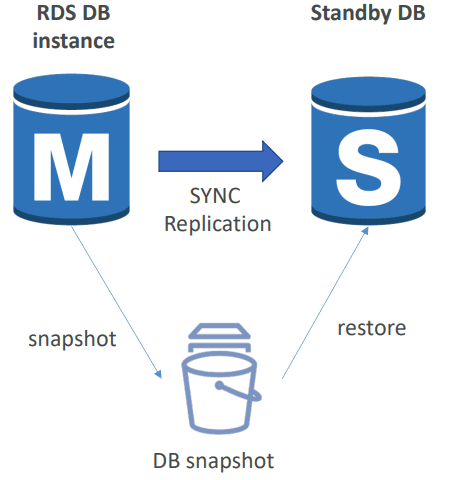 RDS DB
instance
Standby DB
M
S
SYNC
Replication
snapshot
restore
DB snapshot